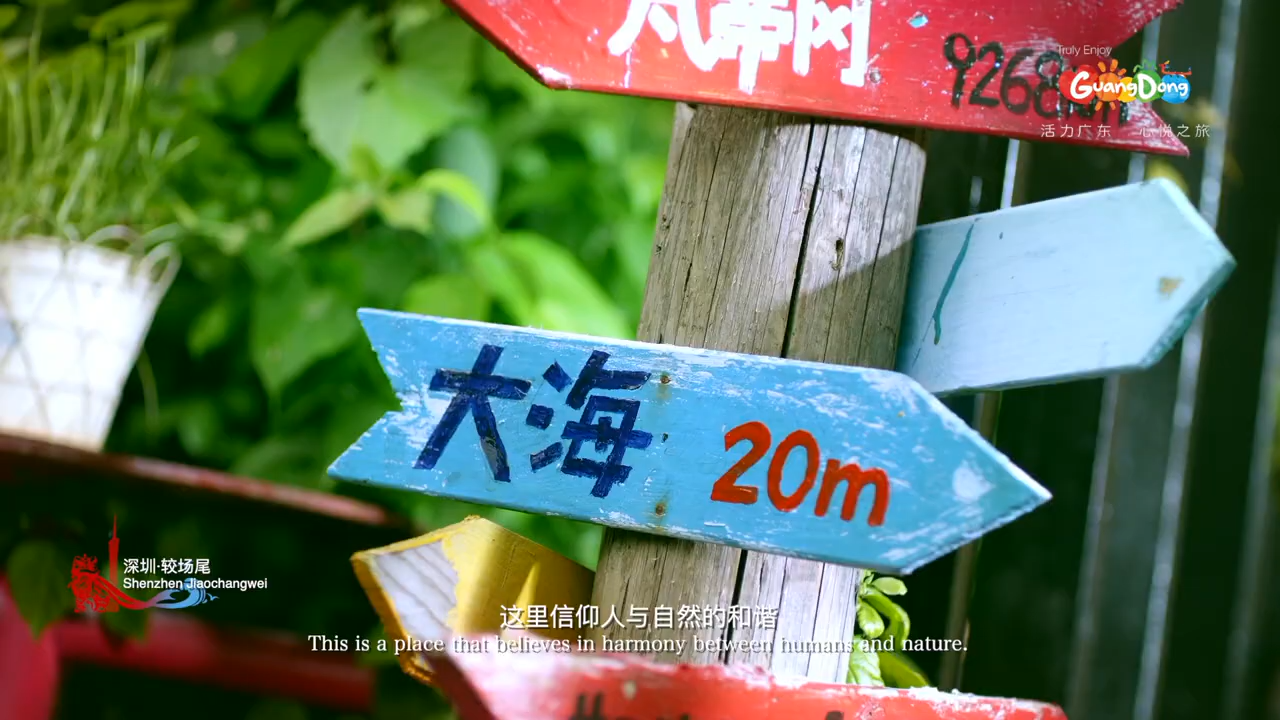 帝网
Truly Enjoy
GuangDong
活力广东 心悦之旅
大海 20m
深圳·较场尾
Shenzhen Jiaochangwei
这里信仰人与自然的和谐
This is a place that believes in harmony between humans and nature.